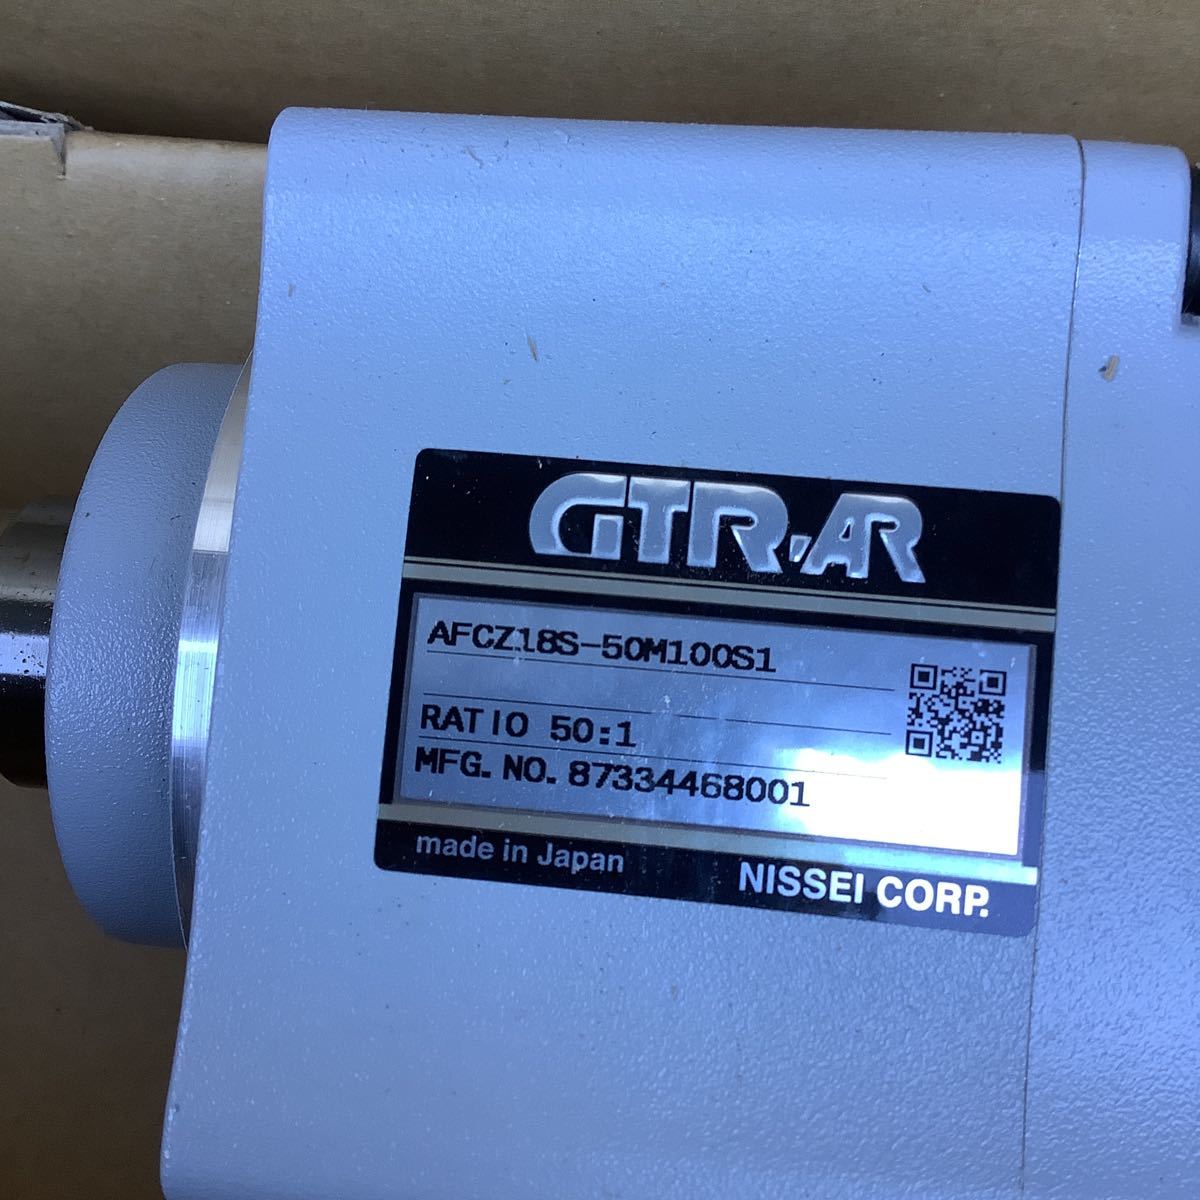 GTR-AR
AFCZ18S-50M100S1
RATIO 50:1
MFG. NO. 87334468001
made in Japan
NISSEI CORP.